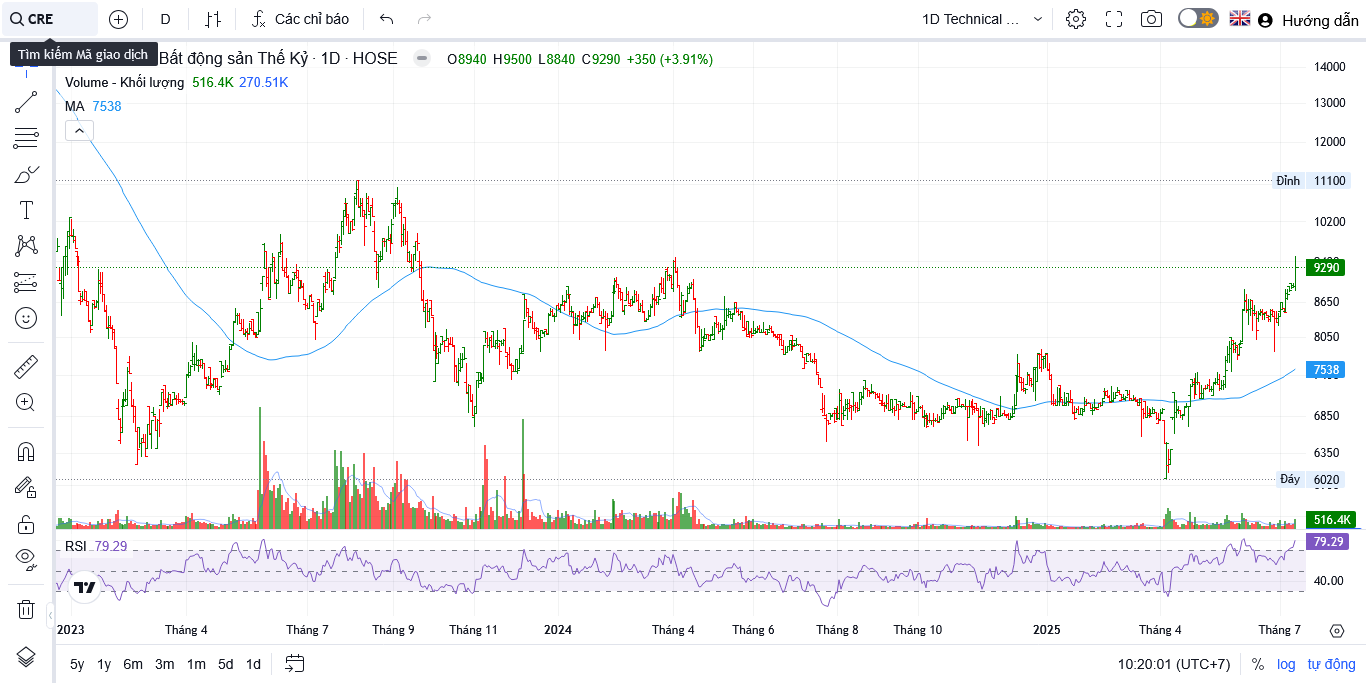 CRE
D
Các chỉ báo
1D Technical ...
Hướng dẫn
Tìm kiếm Mã giao dịch
Bất động sản Thế Kỷ · 1D · HOSE
O8940 H9500 L8840 C9290 +350 (+3.91%)
Volume - Khối lượng 516.4K 270.51K
MA 7538
14000
13000
12000
Đỉnh 11100
10200
9290
8650
8050
7538
6850
6350
Đáy 6020
516.4K
RSI 79.29
79.29
40.00
2023 Tháng 4 Tháng 7 Tháng 9 Tháng 11 2024 Tháng 4 Tháng 6 Tháng 8 Tháng 10 2025 Tháng 4 Tháng 7
5y 1y 6m 3m 1m 5d 1d
10:20:01 (UTC+7) % log tự động